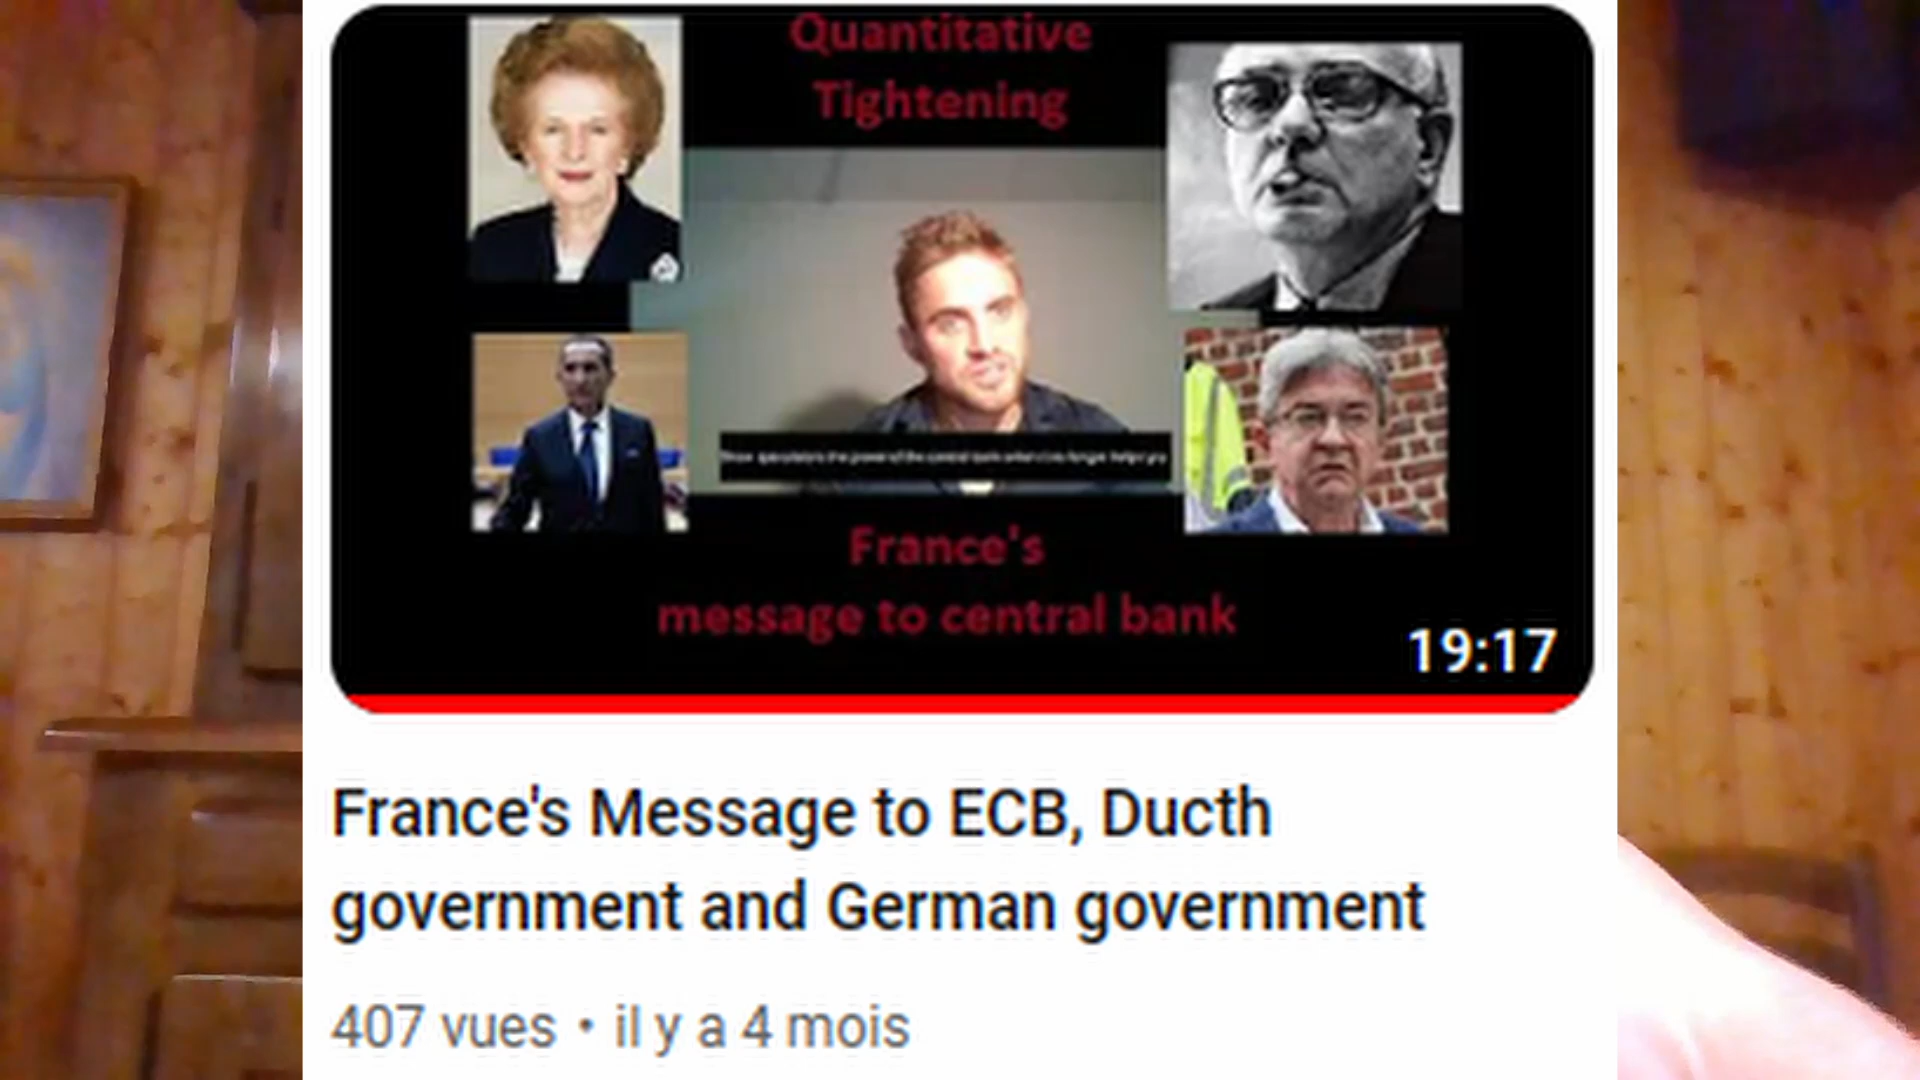 Quantitative
Tightening
France's
message to central bank
19:17
France's Message to ECB, Ducth
government and German government
407 vues • il y a 4 mois